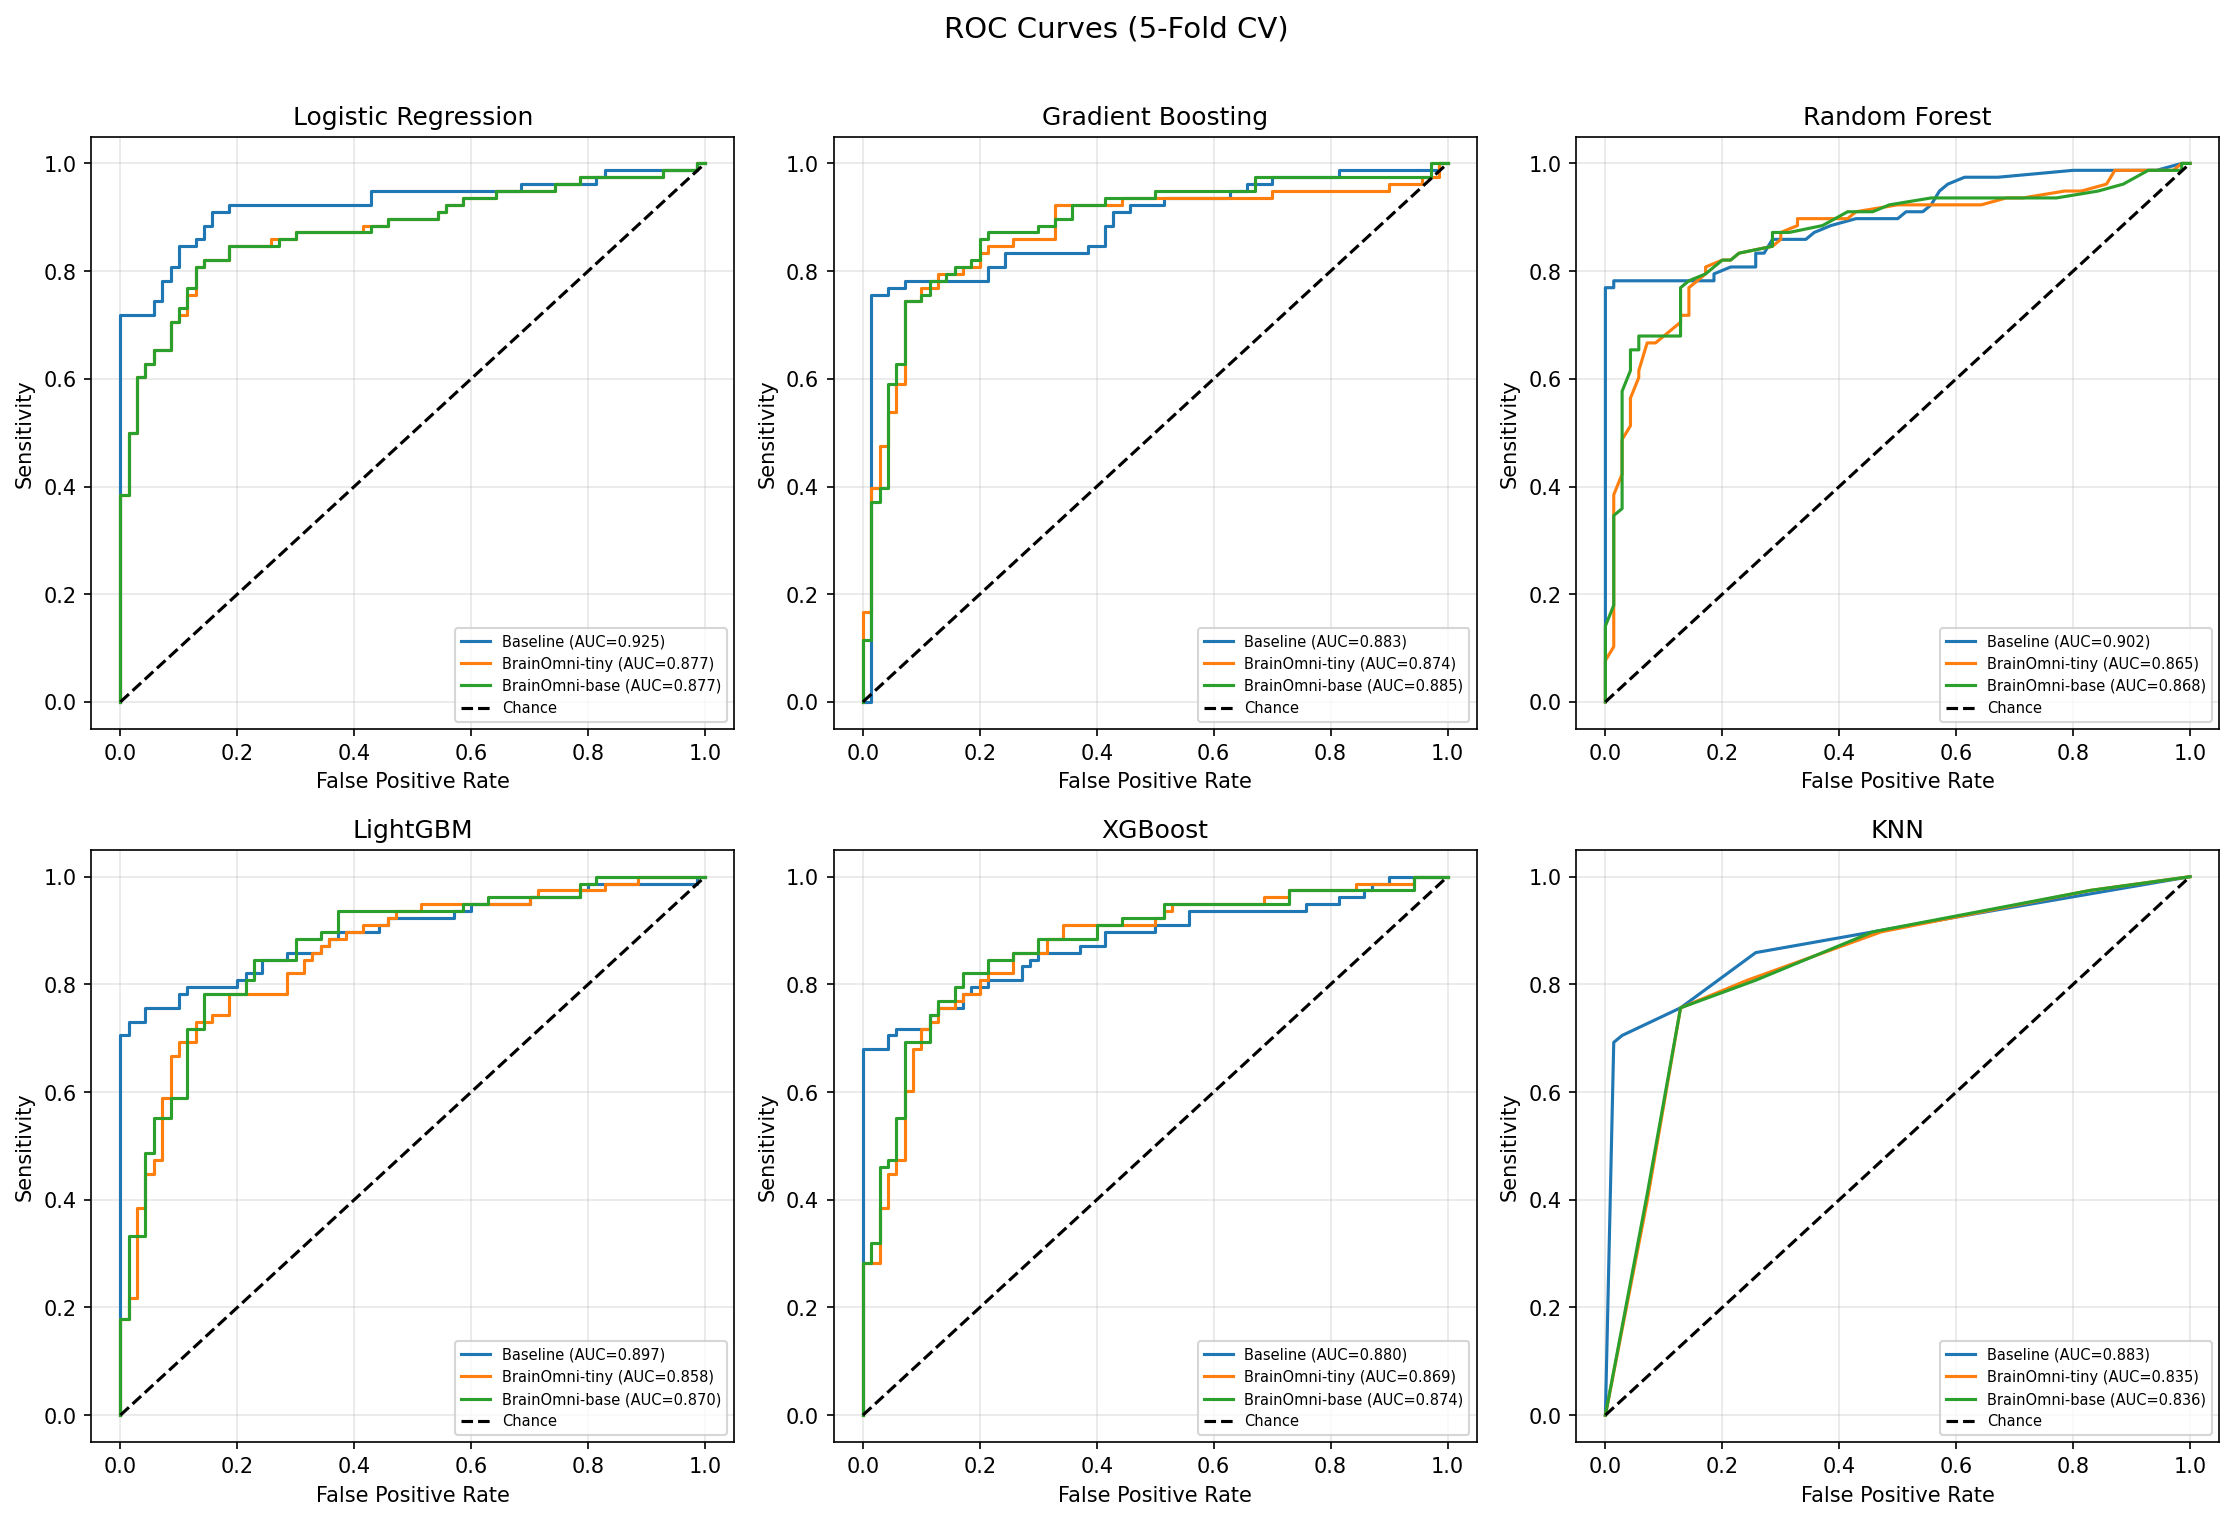 ROC Curves (5-Fold CV)
Logistic Regression
1.0
0.8
0.6
0.4
0.2
0.0
Sensitivity
0.0 0.2 0.4 0.6 0.8 1.0
False Positive Rate
Baseline (AUC=0.925)
BrainOmni-tiny (AUC=0.877)
BrainOmni-base (AUC=0.877)
Chance
Gradient Boosting
1.0
0.8
0.6
0.4
0.2
0.0
Sensitivity
0.0 0.2 0.4 0.6 0.8 1.0
False Positive Rate
Baseline (AUC=0.883)
BrainOmni-tiny (AUC=0.874)
BrainOmni-base (AUC=0.885)
Chance
Random Forest
1.0
0.8
0.6
0.4
0.2
0.0
Sensitivity
0.0 0.2 0.4 0.6 0.8 1.0
False Positive Rate
Baseline (AUC=0.902)
BrainOmni-tiny (AUC=0.865)
BrainOmni-base (AUC=0.868)
Chance
LightGBM
1.0
0.8
0.6
0.4
0.2
0.0
Sensitivity
0.0 0.2 0.4 0.6 0.8 1.0
False Positive Rate
Baseline (AUC=0.897)
BrainOmni-tiny (AUC=0.858)
BrainOmni-base (AUC=0.870)
Chance
XGBoost
1.0
0.8
0.6
0.4
0.2
0.0
Sensitivity
0.0 0.2 0.4 0.6 0.8 1.0
False Positive Rate
Baseline (AUC=0.880)
BrainOmni-tiny (AUC=0.869)
BrainOmni-base (AUC=0.874)
Chance
KNN
1.0
0.8
0.6
0.4
0.2
0.0
Sensitivity
0.0 0.2 0.4 0.6 0.8 1.0
False Positive Rate
Baseline (AUC=0.883)
BrainOmni-tiny (AUC=0.835)
BrainOmni-base (AUC=0.836)
Chance